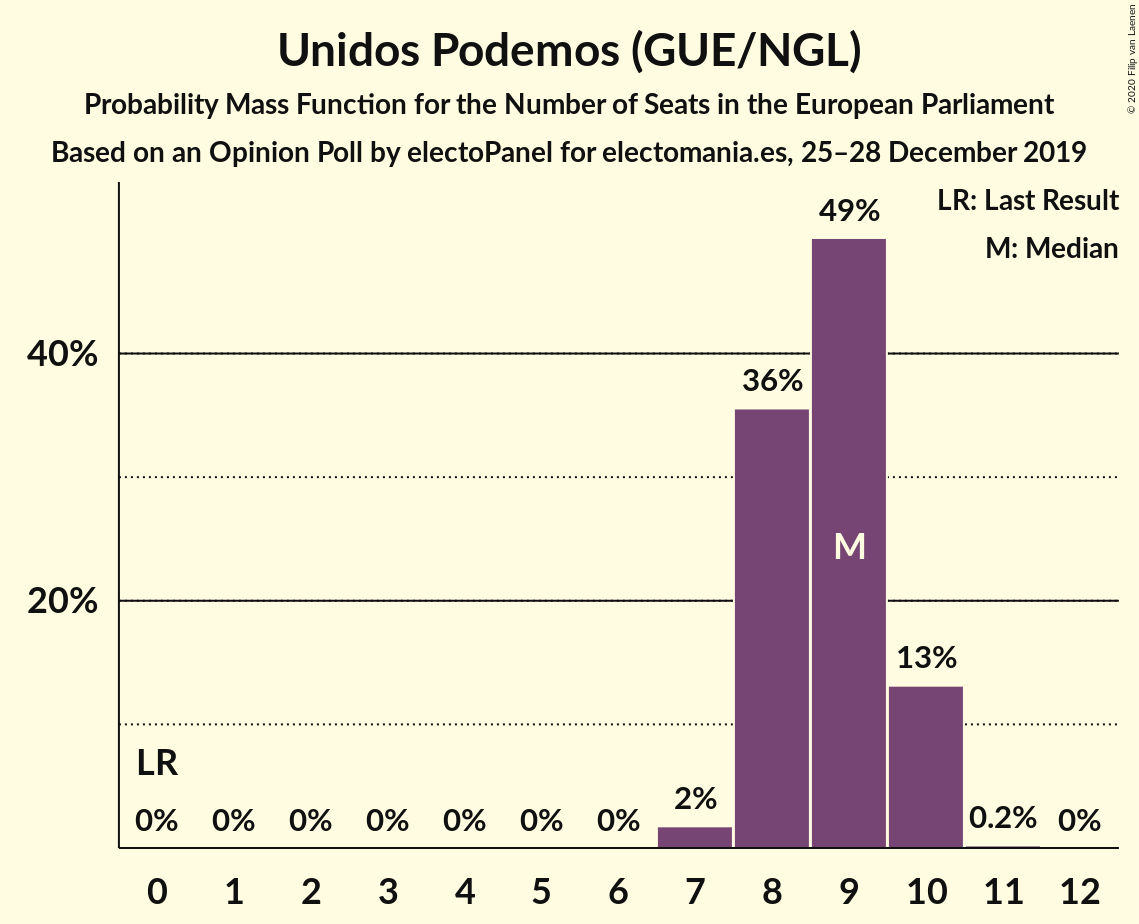 Unidos Podemos (GUE/NGL)
Probability Mass Function for the Number of Seats in the European Parliament
Based on an Opinion Poll by electoPanel for electomania.es, 25–28 December 2019
© 2020 Filip van Laenen
LR: Last Result
M: Median
49%
40%
36%
M
20%
13%
LR
0% 0% 0% 0% 0% 0% 0% 2% 0.2% 0%
0 1 2 3 4 5 6 7 8 9 10 11 12